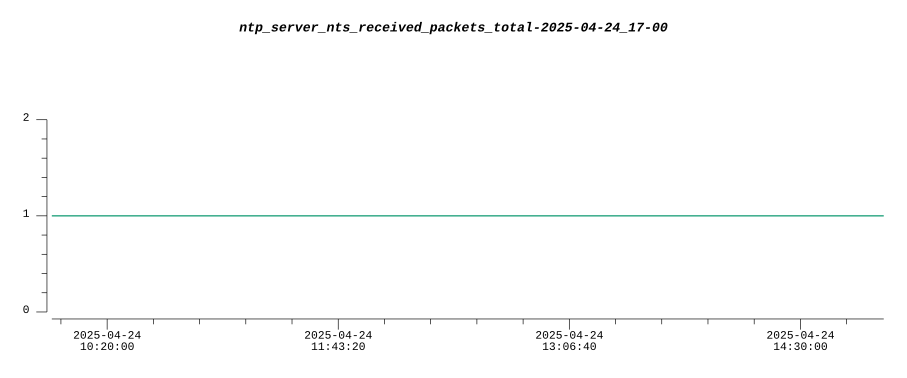 ntp_server_nts_received_packets_total-2025-04-24_17-00
2
1
0
2025-04-24 2025-04-24 2025-04-24 2025-04-24
10:20:00 11:43:20 13:06:40 14:30:00